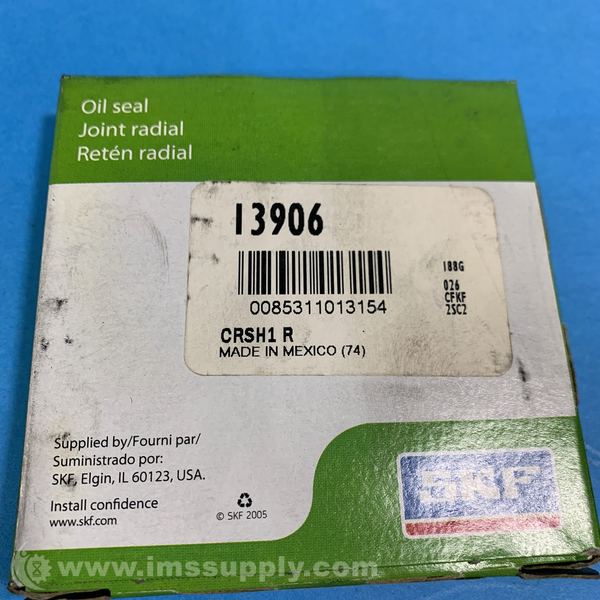 Oil seal
Joint radial
Retén radial
13906
0085311013154
188G
026
CFKF
2SC2
CRSH1 R
MADE IN MEXICO (74)
Supplied by/Fourni par/
Suministrado por:
SKF, Elgin, IL 60123, USA.
Install confidence
www.skf.com
© SKF 2005
SKF
www.imssupply.com